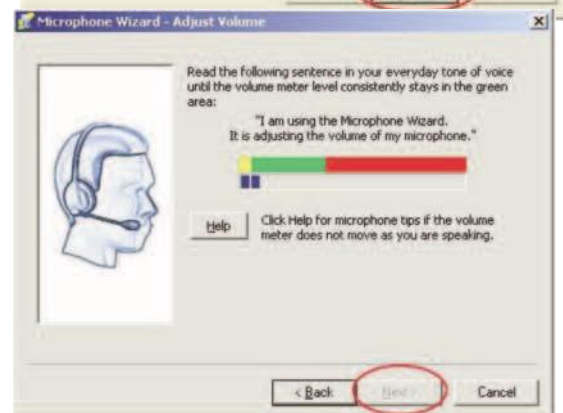 Microphone Wizard - Adjust Volume
Read the following sentence in your everyday tone of voice
until the volume meter level consistently stays in the green
area:
"I am using the Microphone Wizard.
It is adjusting the volume of my microphone."
Help
Click Help for microphone tips if the volume
meter does not move as you are speaking.
< Back
Next >
Cancel